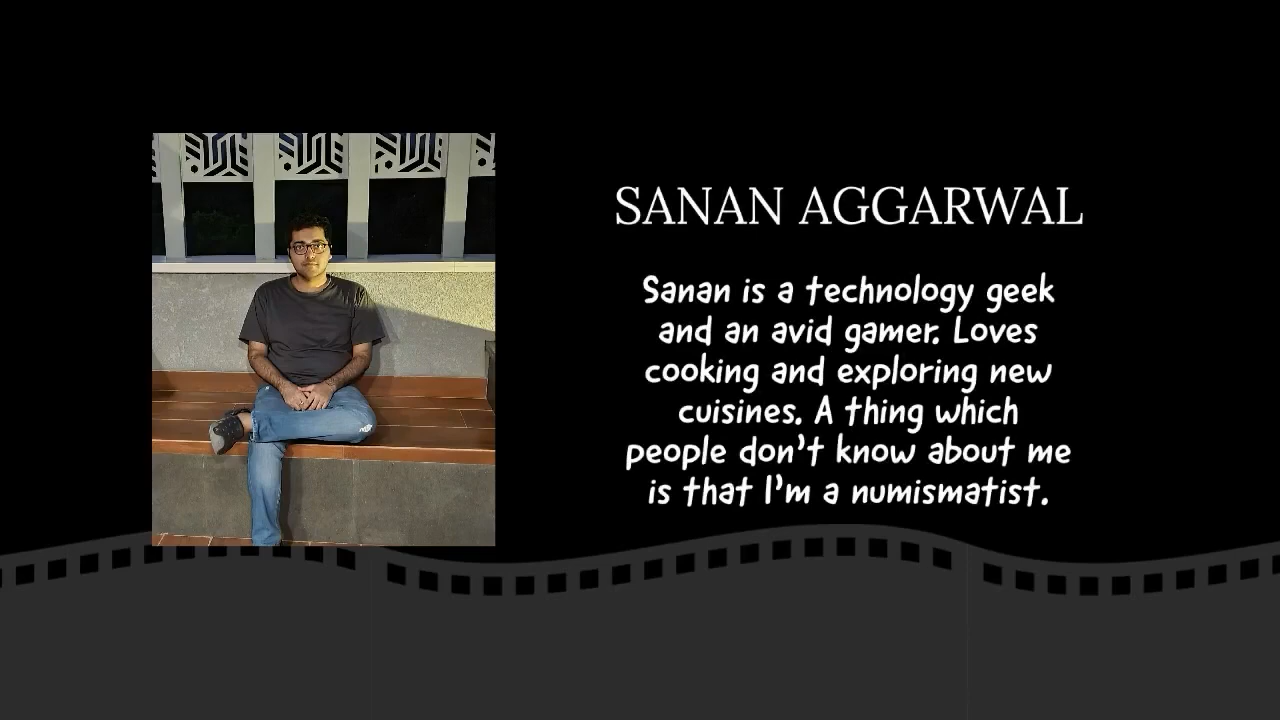 SANAN AGGARWAL
Sanan is a technology geek
and an avid gamer. Loves
cooking and exploring new
cuisines. A thing which
people don't know about me
is that I'm a numismatist.